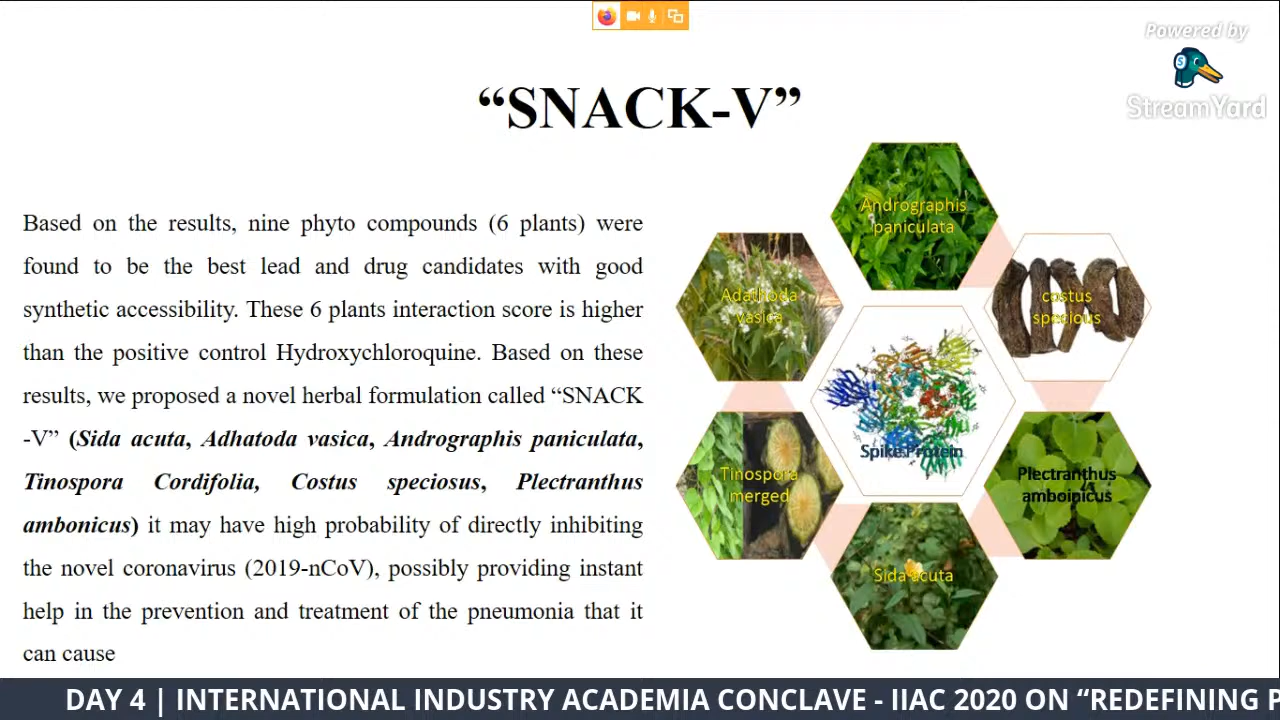 Powered by
StreamYard
“SNACK-V”
Based on the results, nine phyto compounds (6 plants) were
found to be the best lead and drug candidates with good
synthetic accessibility. These 6 plants interaction score is higher
than the positive control Hydroxychloroquine. Based on these
results, we proposed a novel herbal formulation called “SNACK
-V” (Sida acuta, Adhatoda vasica, Andrographis paniculata,
Tinospora Cordifolia, Costus speciosus, Plectranthus
ambonicus) it may have high probability of directly inhibiting
the novel coronavirus (2019-nCoV), possibly providing instant
help in the prevention and treatment of the pneumonia that it
can cause
Andrographis
paniculata
Adathoda
vasica
costus
specious
Spike Protein
Tinospora
merged
Plectranthus
amboinicus
Sida acuta
DAY 4 | INTERNATIONAL INDUSTRY ACADEMIA CONCLAVE - IIAC 2020 ON “REDEFINING